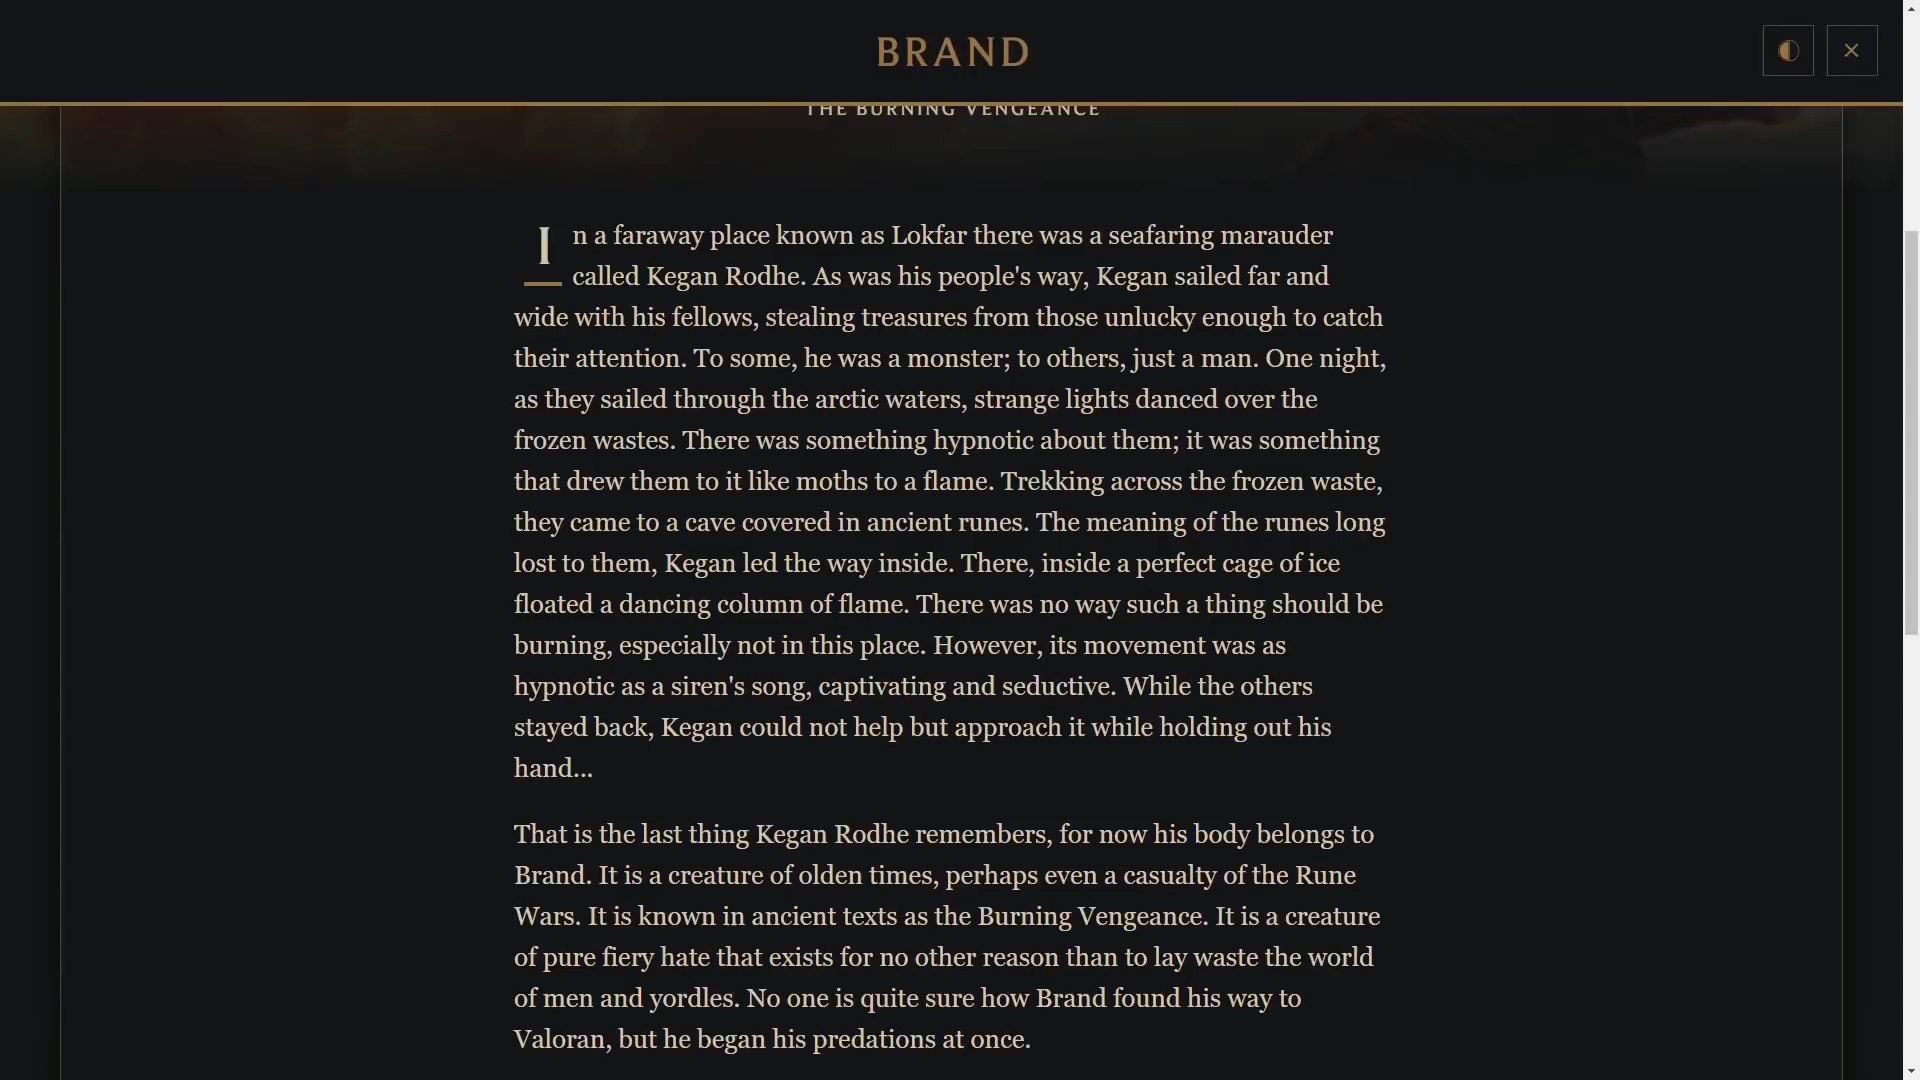 BRAND
THE BURNING VENGEANCE
In a faraway place known as Lokfar there was a seafaring marauder
called Kegan Rodhe. As was his people's way, Kegan sailed far and
wide with his fellows, stealing treasures from those unlucky enough to catch
their attention. To some, he was a monster; to others, just a man. One night,
as they sailed through the arctic waters, strange lights danced over the
frozen wastes. There was something hypnotic about them; it was something
that drew them to it like moths to a flame. Trekking across the frozen waste,
they came to a cave covered in ancient runes. The meaning of the runes long
lost to them, Kegan led the way inside. There, inside a perfect cage of ice
floated a dancing column of flame. There was no way such a thing should be
burning, especially not in this place. However, its movement was as
hypnotic as a siren's song, captivating and seductive. While the others
stayed back, Kegan could not help but approach it while holding out his
hand...
That is the last thing Kegan Rodhe remembers, for now his body belongs to
Brand. It is a creature of olden times, perhaps even a casualty of the Rune
Wars. It is known in ancient texts as the Burning Vengeance. It is a creature
of pure fiery hate that exists for no other reason than to lay waste the world
of men and yordles. No one is quite sure how Brand found his way to
Valoran, but he began his predations at once.